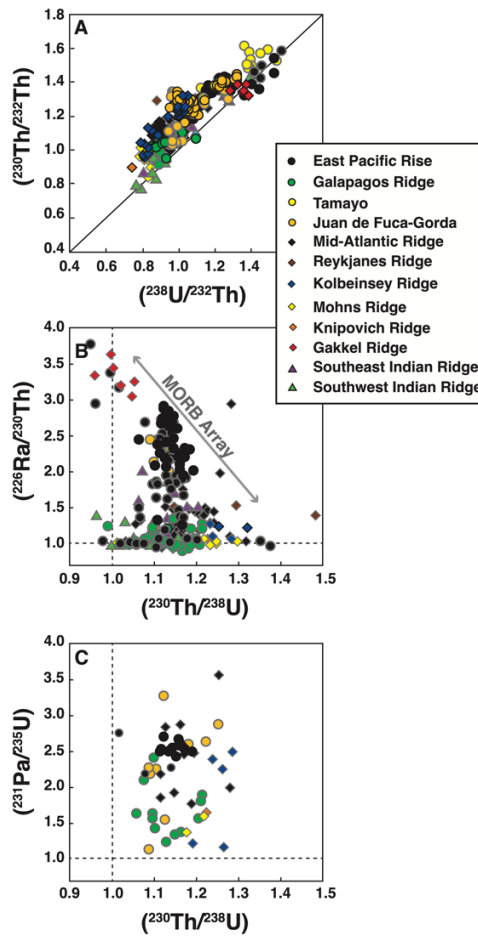 A
1.8
1.6
1.4
1.2
1.0
0.8
0.6
0.4
(²³⁰Th/²³²Th)
0.4 0.6 0.8 1.0 1.2 1.4 1.6
(²³⁸U/²³²Th)
East Pacific Rise
Galapagos Ridge
Tamayo
Juan de Fuca-Gorda
Mid-Atlantic Ridge
Reykjanes Ridge
Kolbeinsey Ridge
Mohns Ridge
Knipovich Ridge
Gakkel Ridge
Southeast Indian Ridge
Southwest Indian Ridge
B
4.0
3.5
3.0
2.5
2.0
1.5
1.0
(²²⁶Ra/²³⁰Th)
MORB Array
0.9 1.0 1.1 1.2 1.3 1.4 1.5
(²³⁰Th/²³⁸U)
C
4.0
3.5
3.0
2.5
2.0
1.5
1.0
(²³¹Pa/²³⁵U)
0.9 1.0 1.1 1.2 1.3 1.4 1.5
(²³⁰Th/²³⁸U)